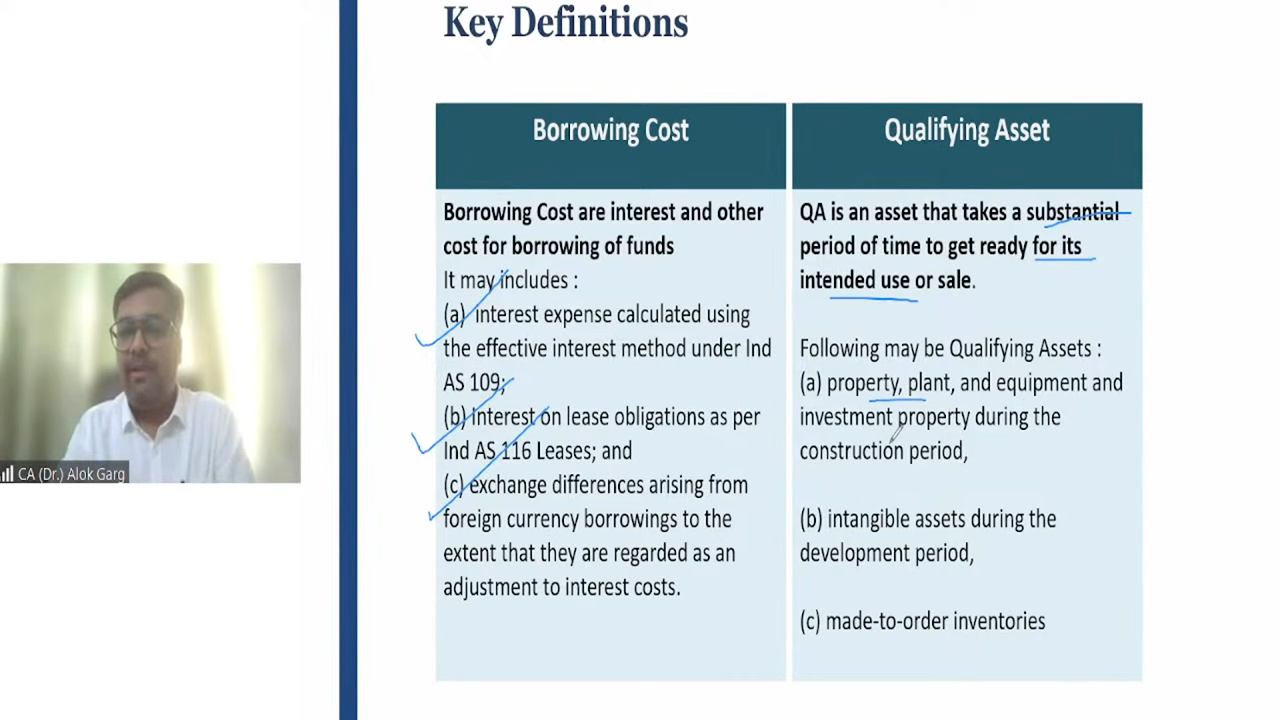 Key Definitions
Borrowing Cost
Borrowing Cost are interest and other
cost for borrowing of funds
It may includes :
(a) interest expense calculated using
the effective interest method under Ind
AS 109;
(b) Interest on lease obligations as per
Ind AS 116 Leases; and
(c) exchange differences arising from
foreign currency borrowings to the
extent that they are regarded as an
adjustment to interest costs.
Qualifying Asset
QA is an asset that takes a substantial
period of time to get ready for its
intended use or sale.
Following may be Qualifying Assets :
(a) property, plant, and equipment and
investment property during the
construction period,
(b) intangible assets during the
development period,
(c) made-to-order inventories
CA (Dr.) Alok Garg